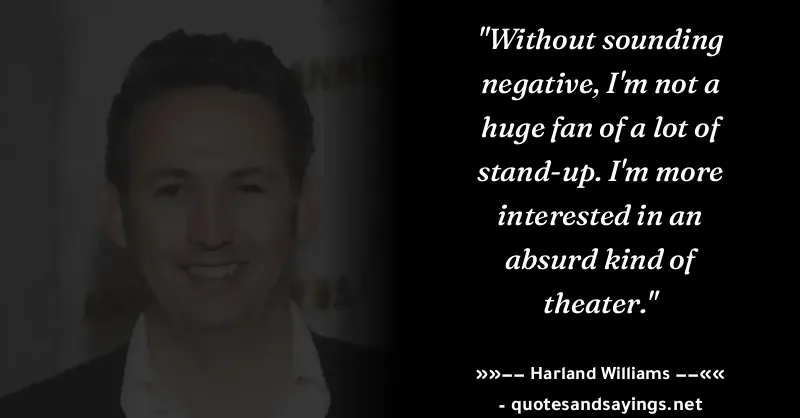 "Without sounding
negative, I'm not a
huge fan of a lot of
stand-up. I'm more
interested in an
absurd kind of
theater."
»»–– Harland Williams ––««
- quotesandsayings.net